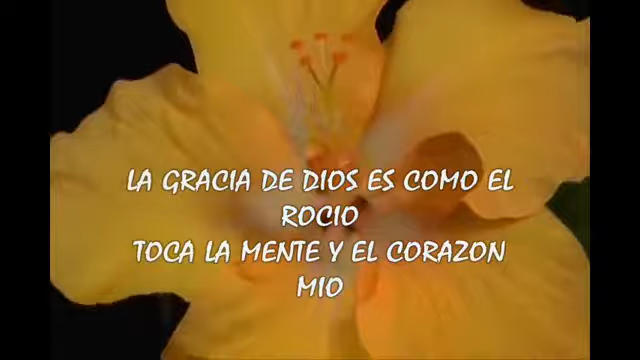 LA GRACIA DE DIOS ES COMO EL
ROCIO
TOCA LA MENTE Y EL CORAZON
MIO